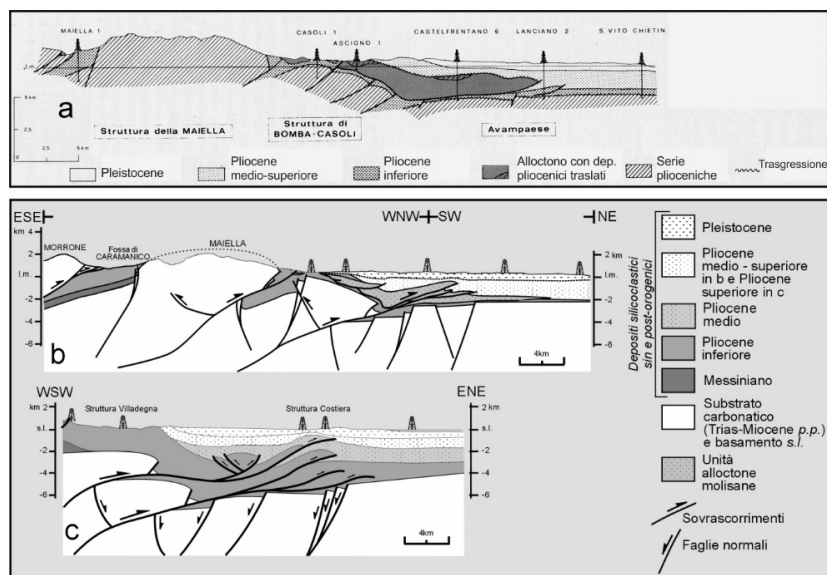 MAIELLA 1
CASOLI 1
ASCIGNO 1
CASTELFRENTANO 6
LANCIANO 2
S. VITO CHIETIN
l.m.
a
2.5
5 km
Struttura della MAIELLA
Struttura di
BOMBA-CASOLI
Avampaese
Pleistocene
Pliocene
medio-superiore
Pliocene
inferiore
Alloctono con dep.
pliocenici traslati
Serie
plioceniche
Trasgressione
ESE
WNW
SW
NE
km
4
2
l.m.
-2
-4
-6
MORRONE
Fossa di
CARAMANICO
MAIELLA
4 km
2
l.m.
-2
-4
-6
b
4km
WSW
ENE
km 2
s.l.
-2
-4
-6
Struttura Villadegna
Struttura Costiera
2 km
s.l.
-2
-4
-6
c
4km
Depositi silicoclastici
sin e post-orogenici
Pleistocene
Pliocene
medio - superiore
in b e Pliocene
superiore in c
Pliocene
medio
Pliocene
inferiore
Messiniano
Substrato
carbonatico
(Trias-Miocene p.p.)
e basamento s.l.
Unità
alloctone
molisane
Sovrascorrimenti
Faglie normali